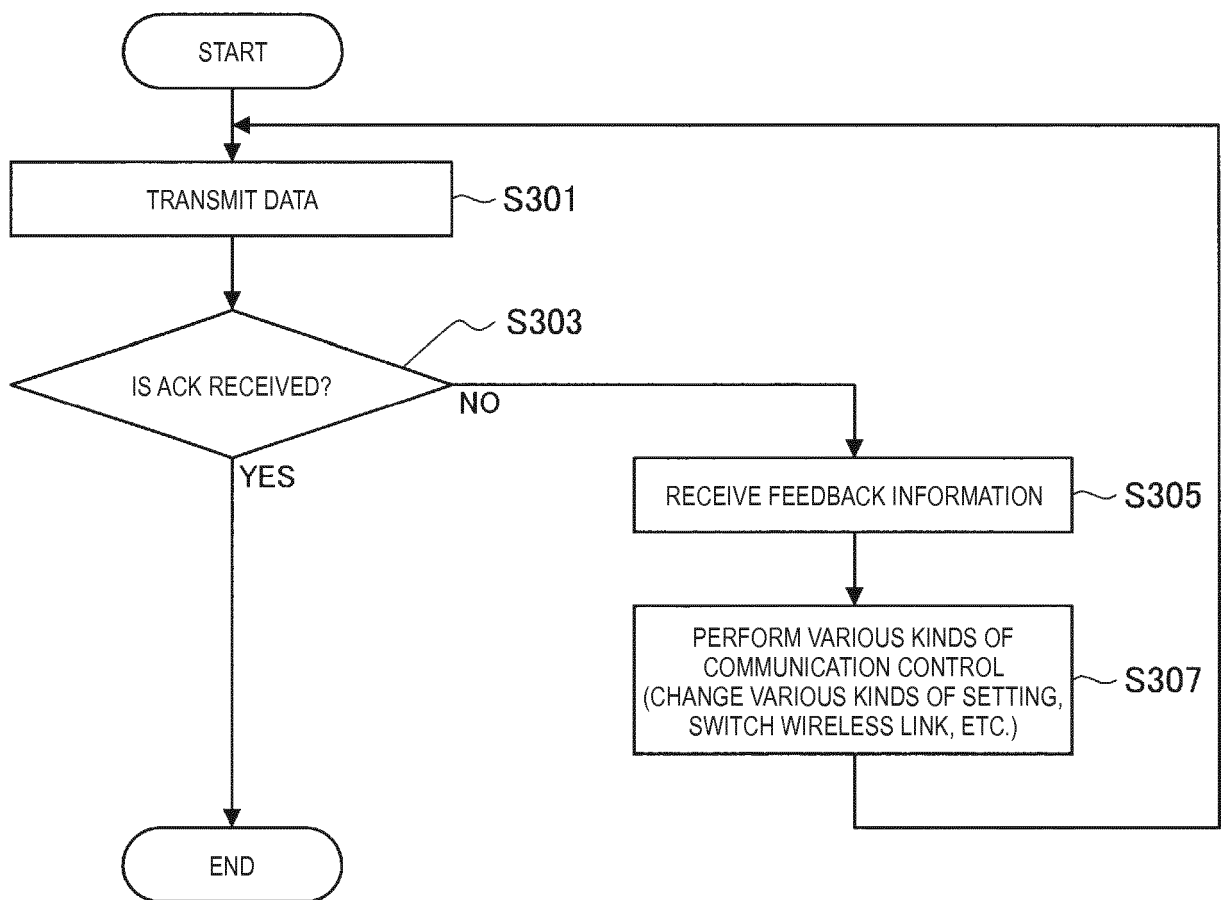 START
TRANSMIT DATA
S301
IS ACK RECEIVED?
S303
NO
YES
RECEIVE FEEDBACK INFORMATION
S305
PERFORM VARIOUS KINDS OF
COMMUNICATION CONTROL
(CHANGE VARIOUS KINDS OF SETTING,
SWITCH WIRELESS LINK, ETC.)
S307
END